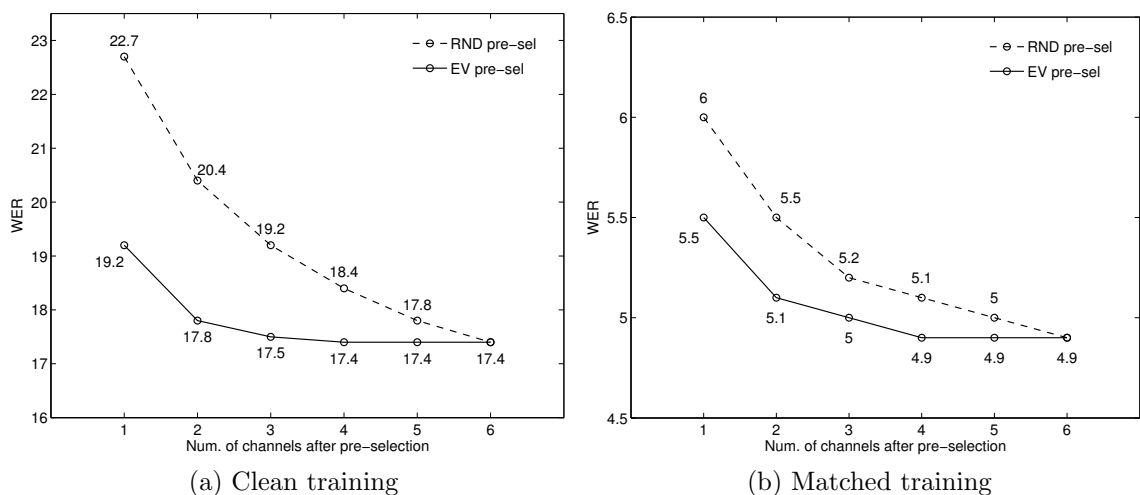 23
22
21
20
19
18
17
16
WER
22.7
20.4
19.2
18.4
17.8
19.2
17.8
17.5
17.4
17.4
17.4
RND pre-sel
EV pre-sel
1 2 3 4 5 6
Num. of channels after pre-selection
(a) Clean training
6.5
6
5.5
5
4.5
WER
6
5.5
5.2
5.1
5
5.5
5.1
5
4.9
4.9
4.9
RND pre-sel
EV pre-sel
1 2 3 4 5 6
Num. of channels after pre-selection
(b) Matched training